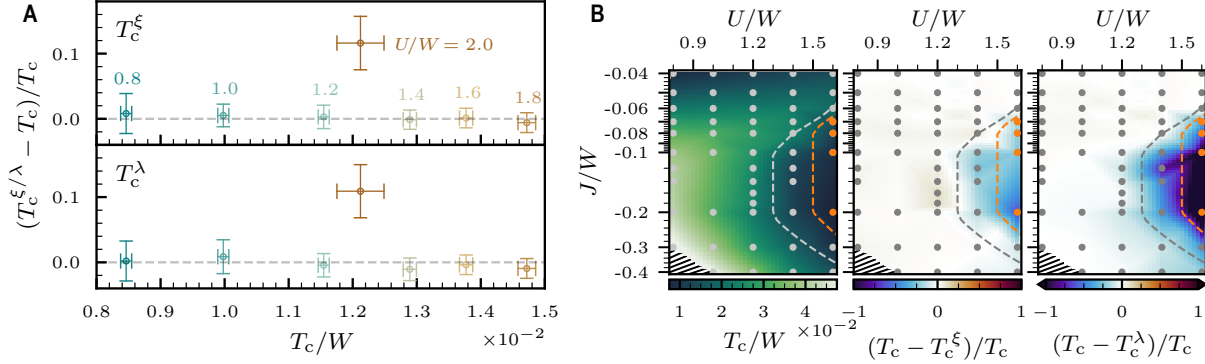 A
T_c^ξ
U/W = 2.0
0.8
1.0
1.2
1.4
1.6
1.8
0.1
0.0
T_c^λ
0.1
0.0
(T_c^{ξ/λ} − T_c)/T_c
0.8 0.9 1.0 1.1 1.2 1.3 1.4 1.5
T_c/W
×10^{−2}
B
U/W U/W U/W
0.9 1.2 1.5 0.9 1.2 1.5 0.9 1.2 1.5
J/W
-0.04
-0.06
-0.08
-0.1
-0.2
-0.3
-0.4
1 2 3 4 −1 0 1 −1 0 1
T_c/W
×10^{−2}
(T_c − T_c^ξ)/T_c
(T_c − T_c^λ)/T_c